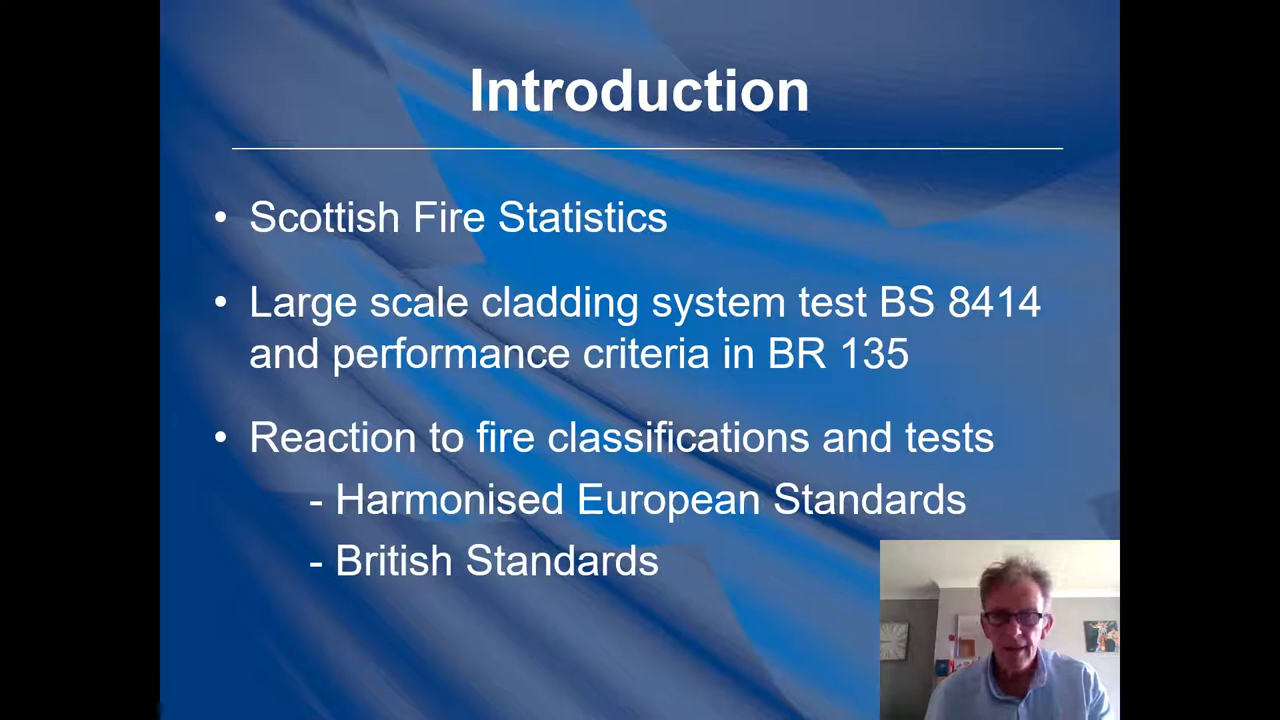 Introduction
• Scottish Fire Statistics
• Large scale cladding system test BS 8414
and performance criteria in BR 135
• Reaction to fire classifications and tests
- Harmonised European Standards
- British Standards